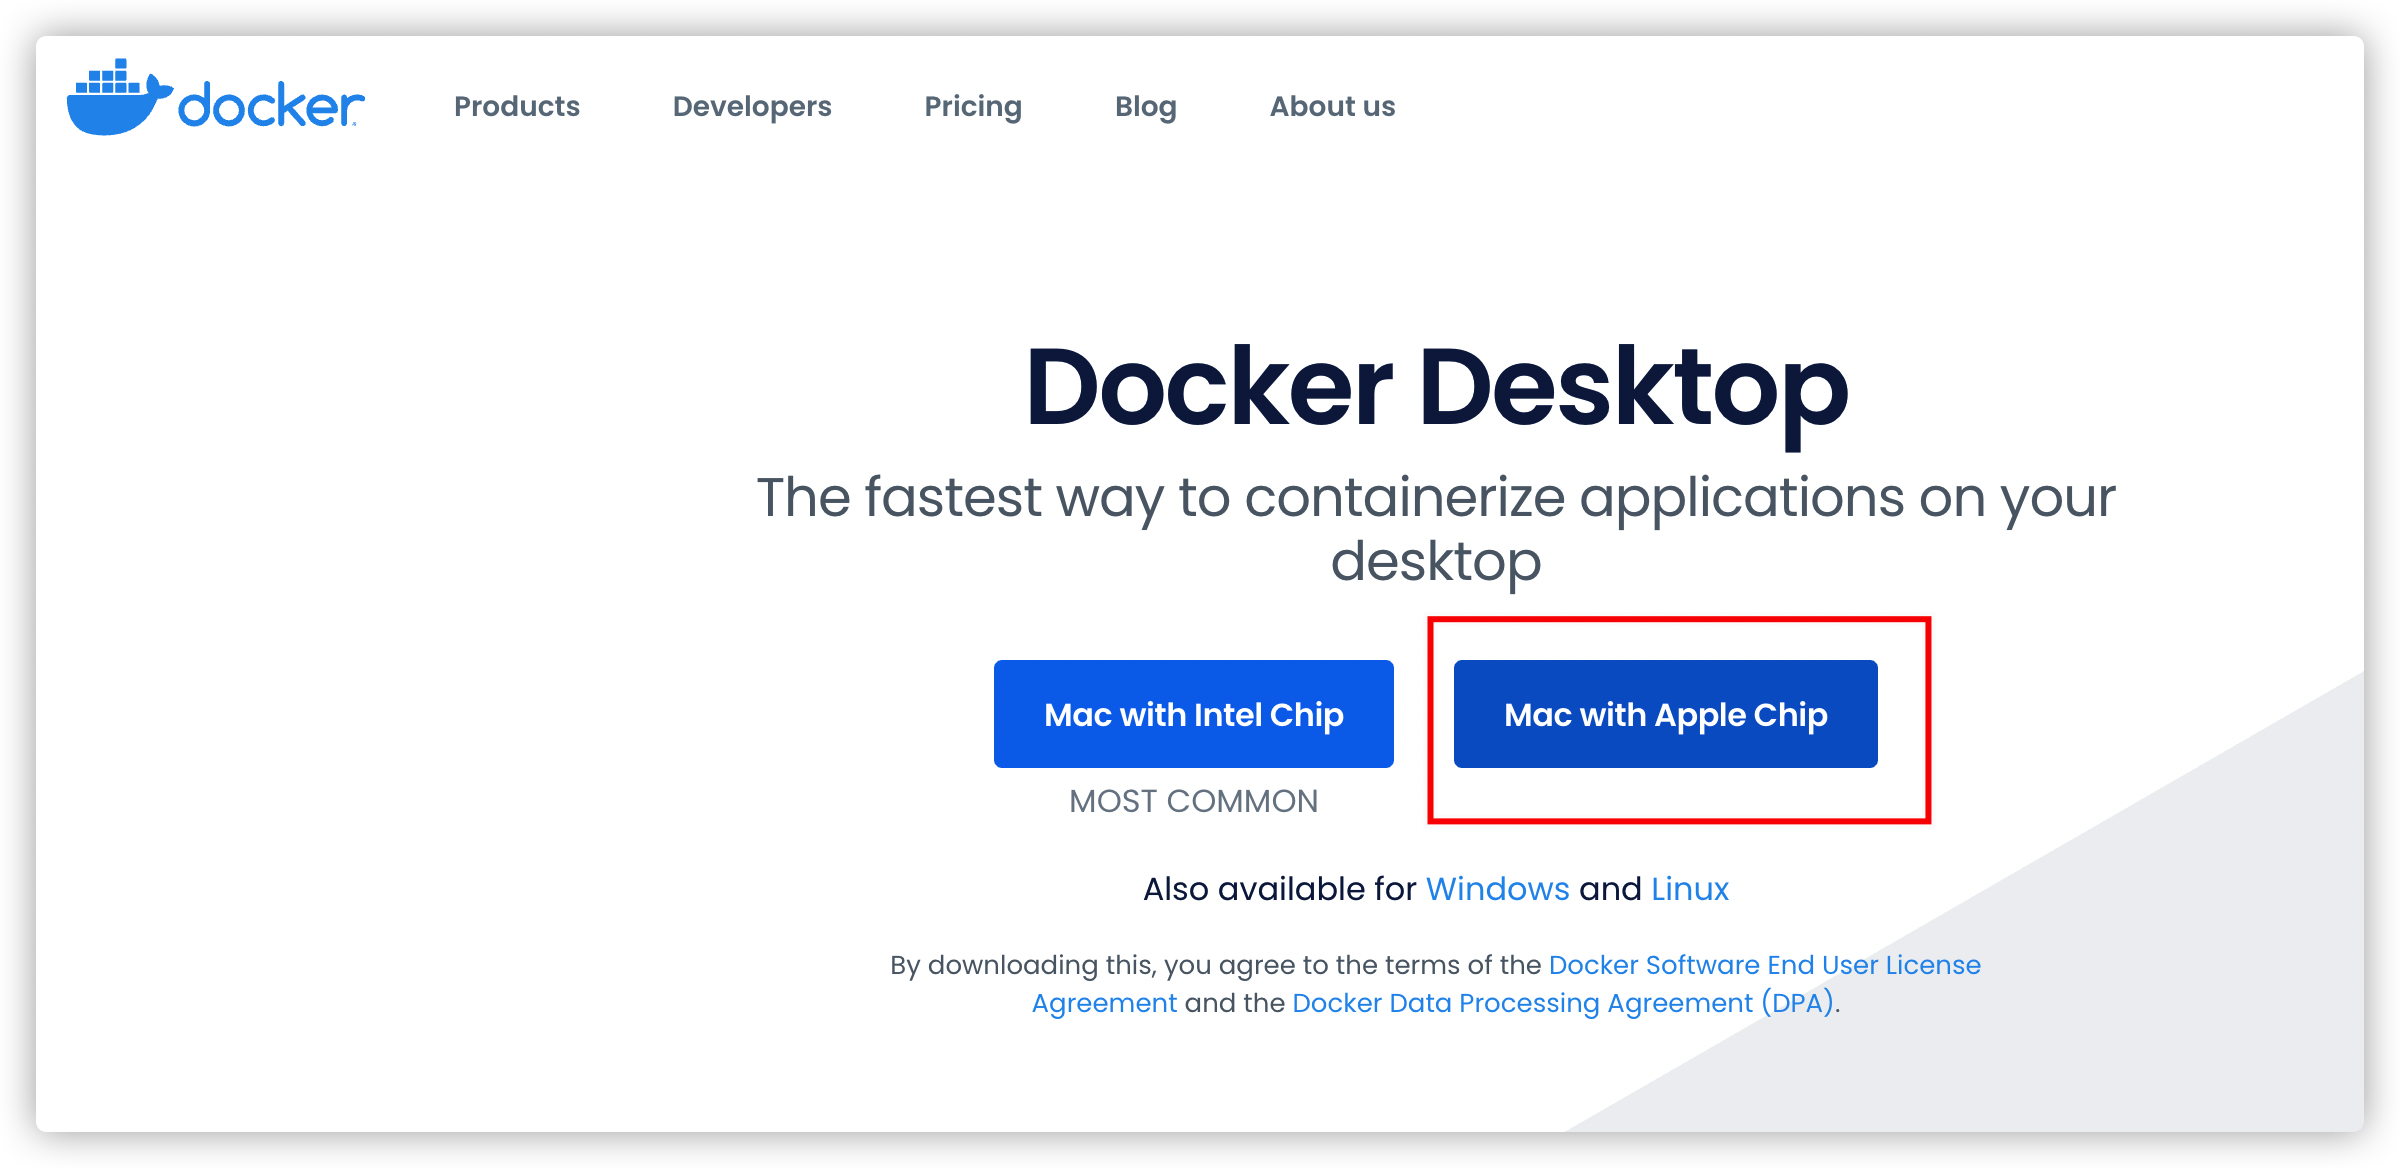 docker
Products
Developers
Pricing
Blog
About us
Docker Desktop
The fastest way to containerize applications on your
desktop
Mac with Intel Chip
Mac with Apple Chip
MOST COMMON
Also available for Windows and Linux
By downloading this, you agree to the terms of the Docker Software End User License
Agreement and the Docker Data Processing Agreement (DPA).